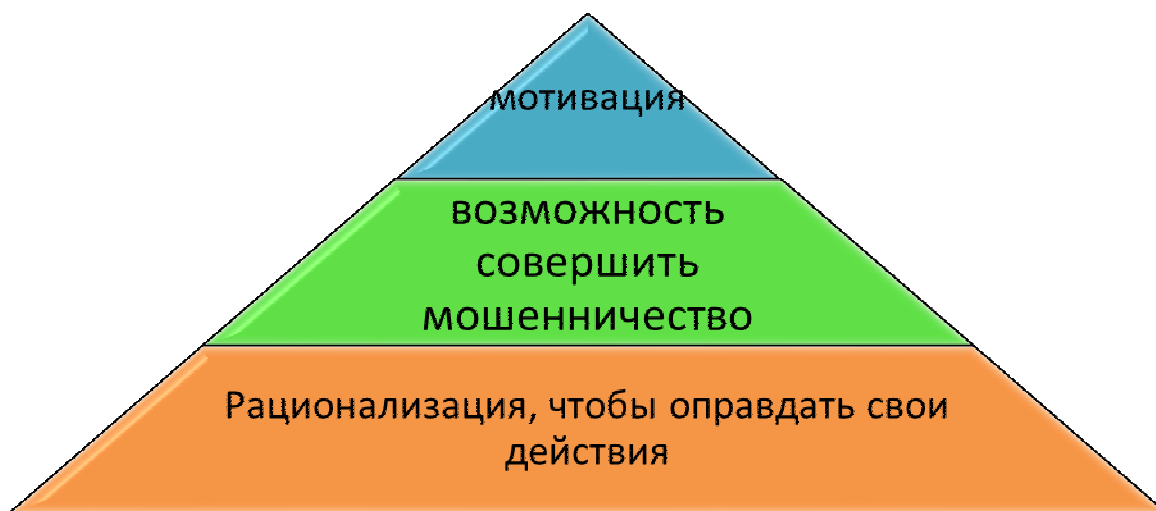 мотивация
возможность
совершить
мошенничество
Рационализация, чтобы оправдать свои
действия